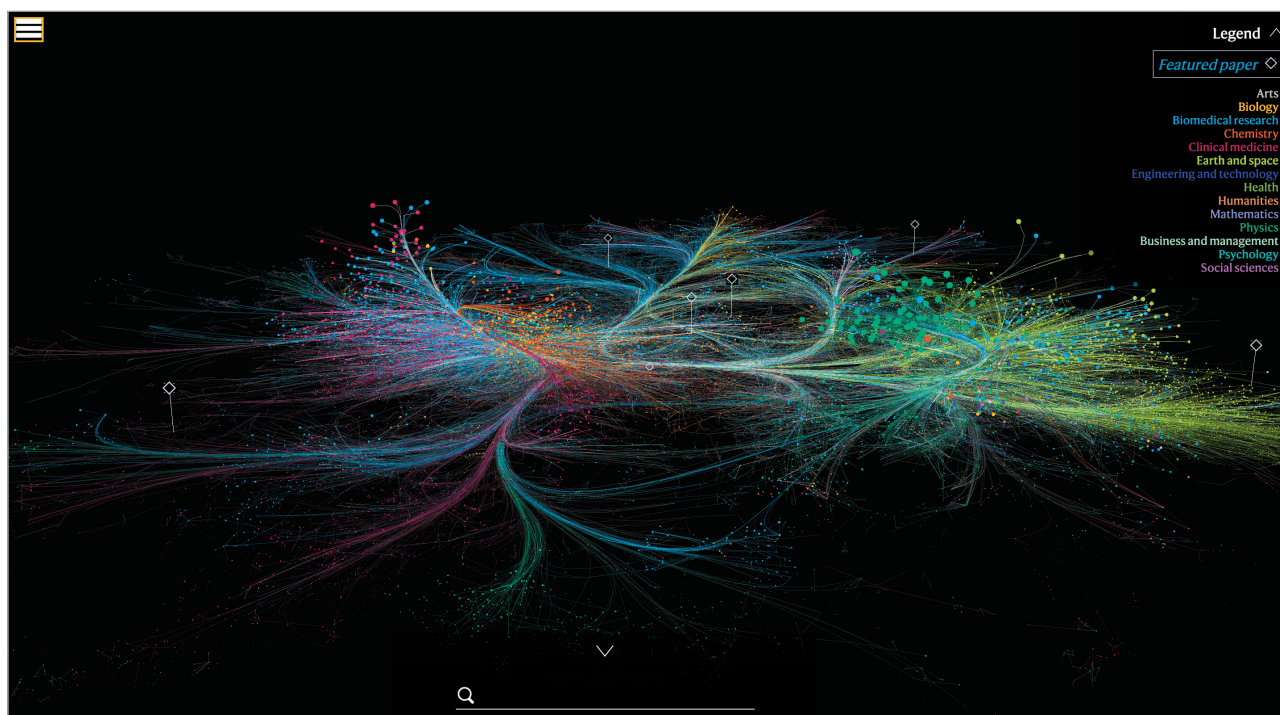 Legend
Featured paper
Arts
Biology
Biomedical research
Chemistry
Clinical medicine
Earth and space
Engineering and technology
Health
Humanities
Mathematics
Physics
Business and management
Psychology
Social sciences